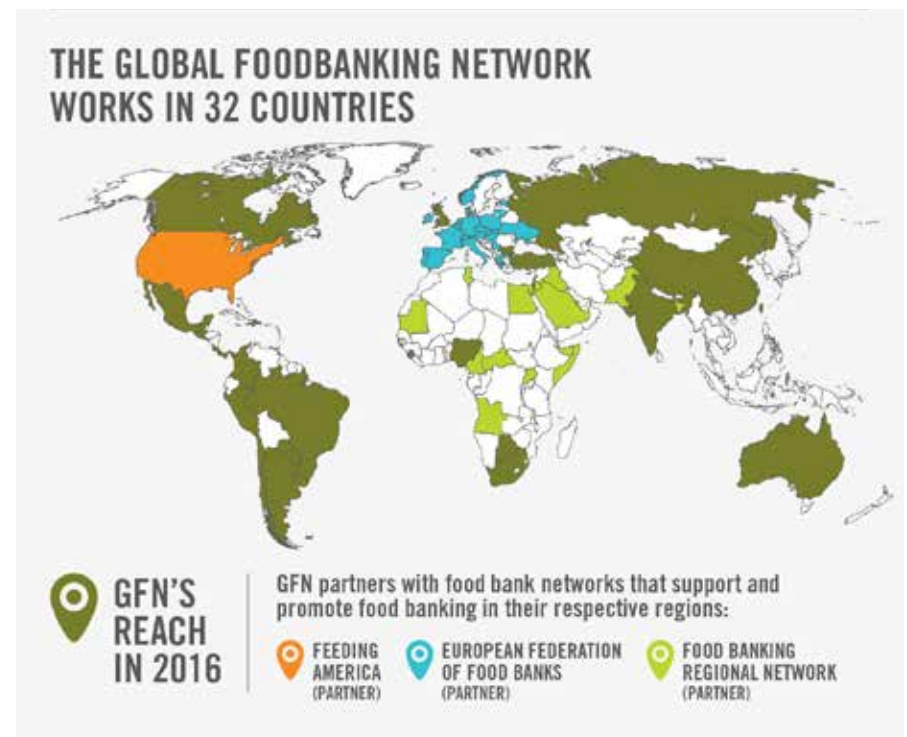 THE GLOBAL FOODBANKING NETWORK
WORKS IN 32 COUNTRIES
GFN'S
REACH
IN 2016
GFN partners with food bank networks that support and
promote food banking in their respective regions:
FEEDING
AMERICA
(PARTNER)
EUROPEAN FEDERATION
OF FOOD BANKS
(PARTNER)
FOOD BANKING
REGIONAL NETWORK
(PARTNER)